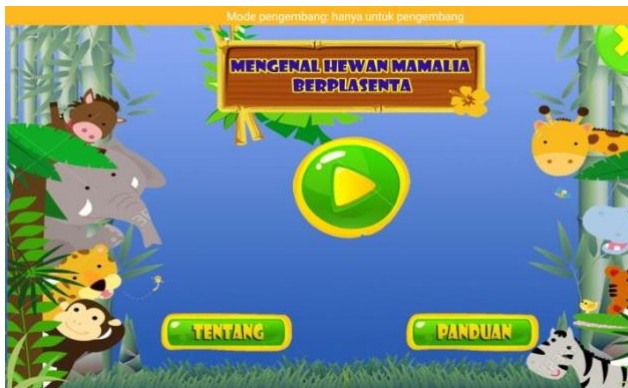 Mode pengembang: hanya untuk pengembang
MENGENAL HEWAN MAMALIA
BERPLASENTA
TENTANG
PANDUAN